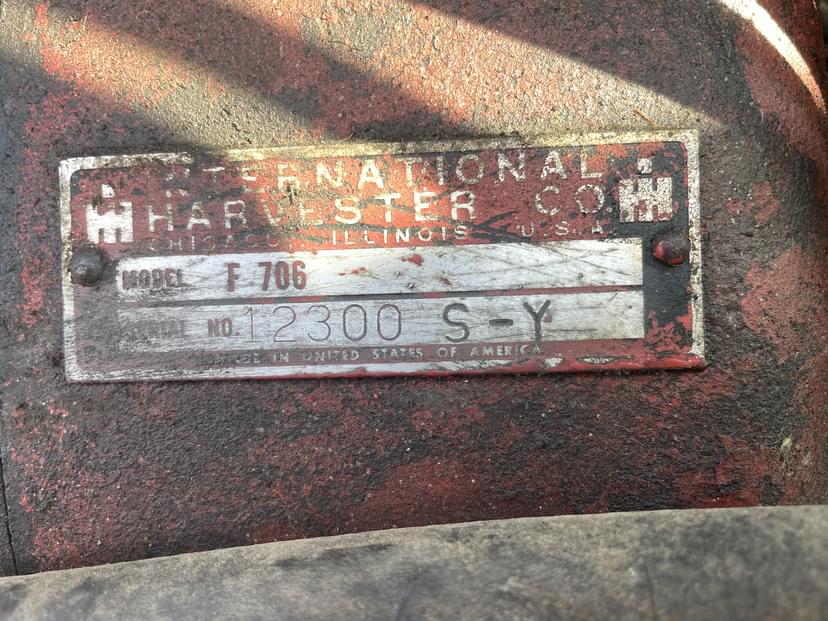 INTERNATIONAL
HARVESTER CO.
CHICAGO ILLINOIS U.S.A
MODEL F 706
SERIAL NO. 12300 S-Y
MADE IN UNITED STATES OF AMERICA